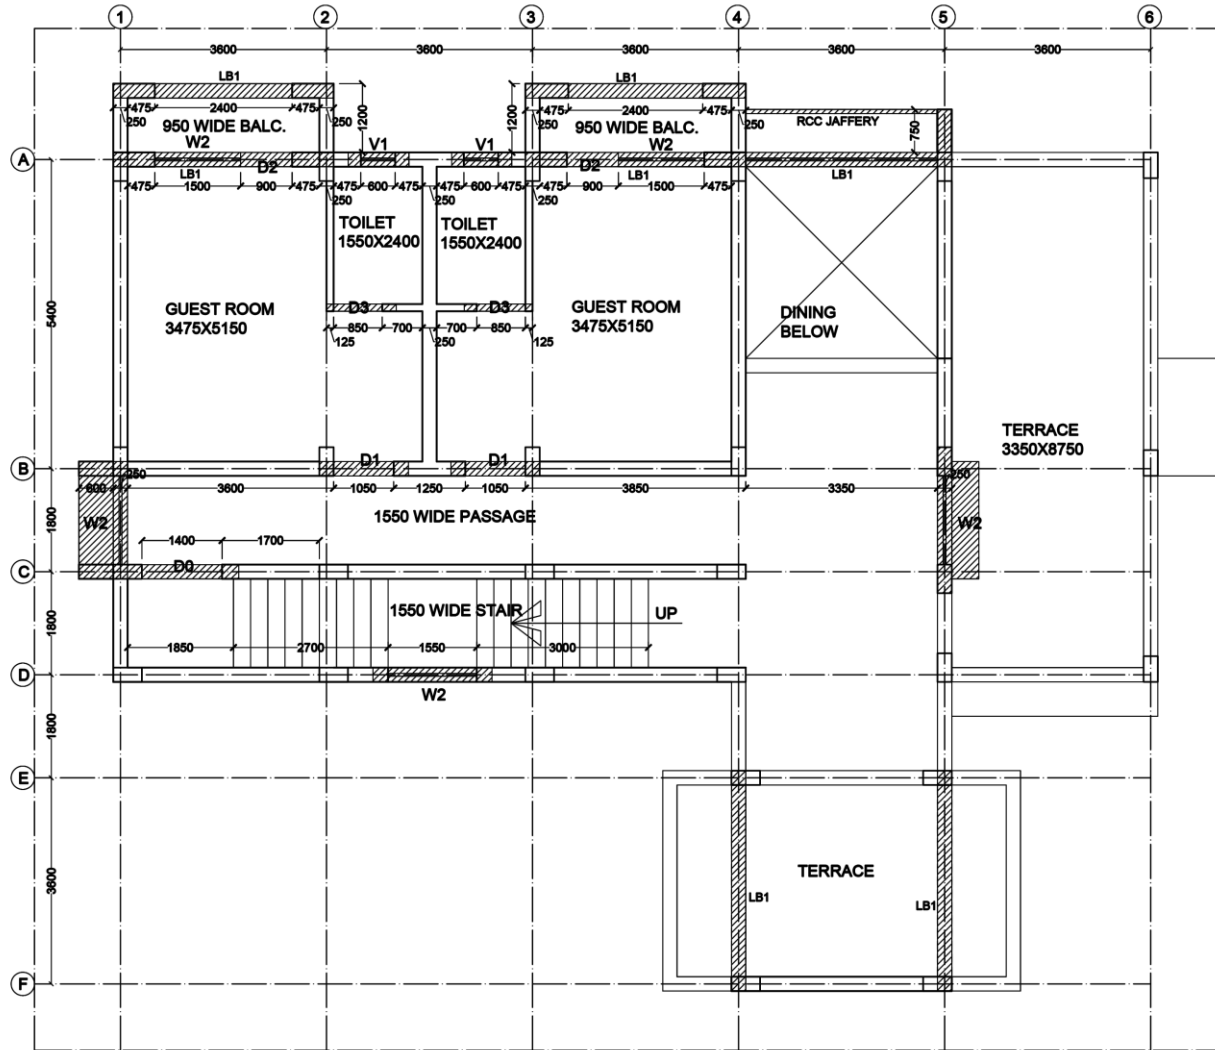 1 2 3 4 5 6
3600 3600 3600 3600 3600
LB1 LB1
475 2400 475 475 2400 475
250 250 1200 1200 250 250
950 WIDE BALC. 950 WIDE BALC.
RCC JAFFERY 750
W2 V1 V1 W2
A
D2 D2
LB1 LB1 LB1
475 1500 900 475 475 600 475 475 600 475 475 900 1500 475
250 250 250
TOILET TOILET
1550X2400 1550X2400
GUEST ROOM D3 D3 GUEST ROOM
3475X5150 3475X5150
DINING
BELOW
5400
850 700 700 850
125 250 125
TERRACE
3350X8750
B
D1 D1
250 250
600 3600 1050 1250 1050 3850 3350
1550 WIDE PASSAGE
W2 W2
1800
1400 1700
C
D0
1550 WIDE STAIR UP
1800
1850 2700 1550 3000
D
W2
1800
E
TERRACE
3600
LB1 LB1
F